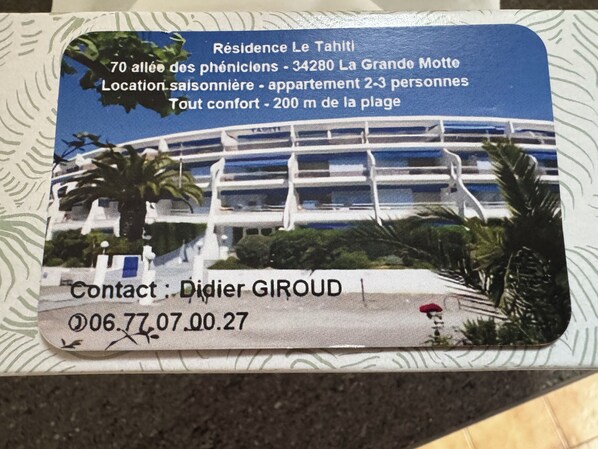 Résidence Le Tahiti
70 allée des phéniciens - 34280 La Grande Motte
Location saisonnière - appartement 2-3 personnes
Tout confort - 200 m de la plage
TAHITI
Contact : Didier GIROUD
06.77.07.00.27